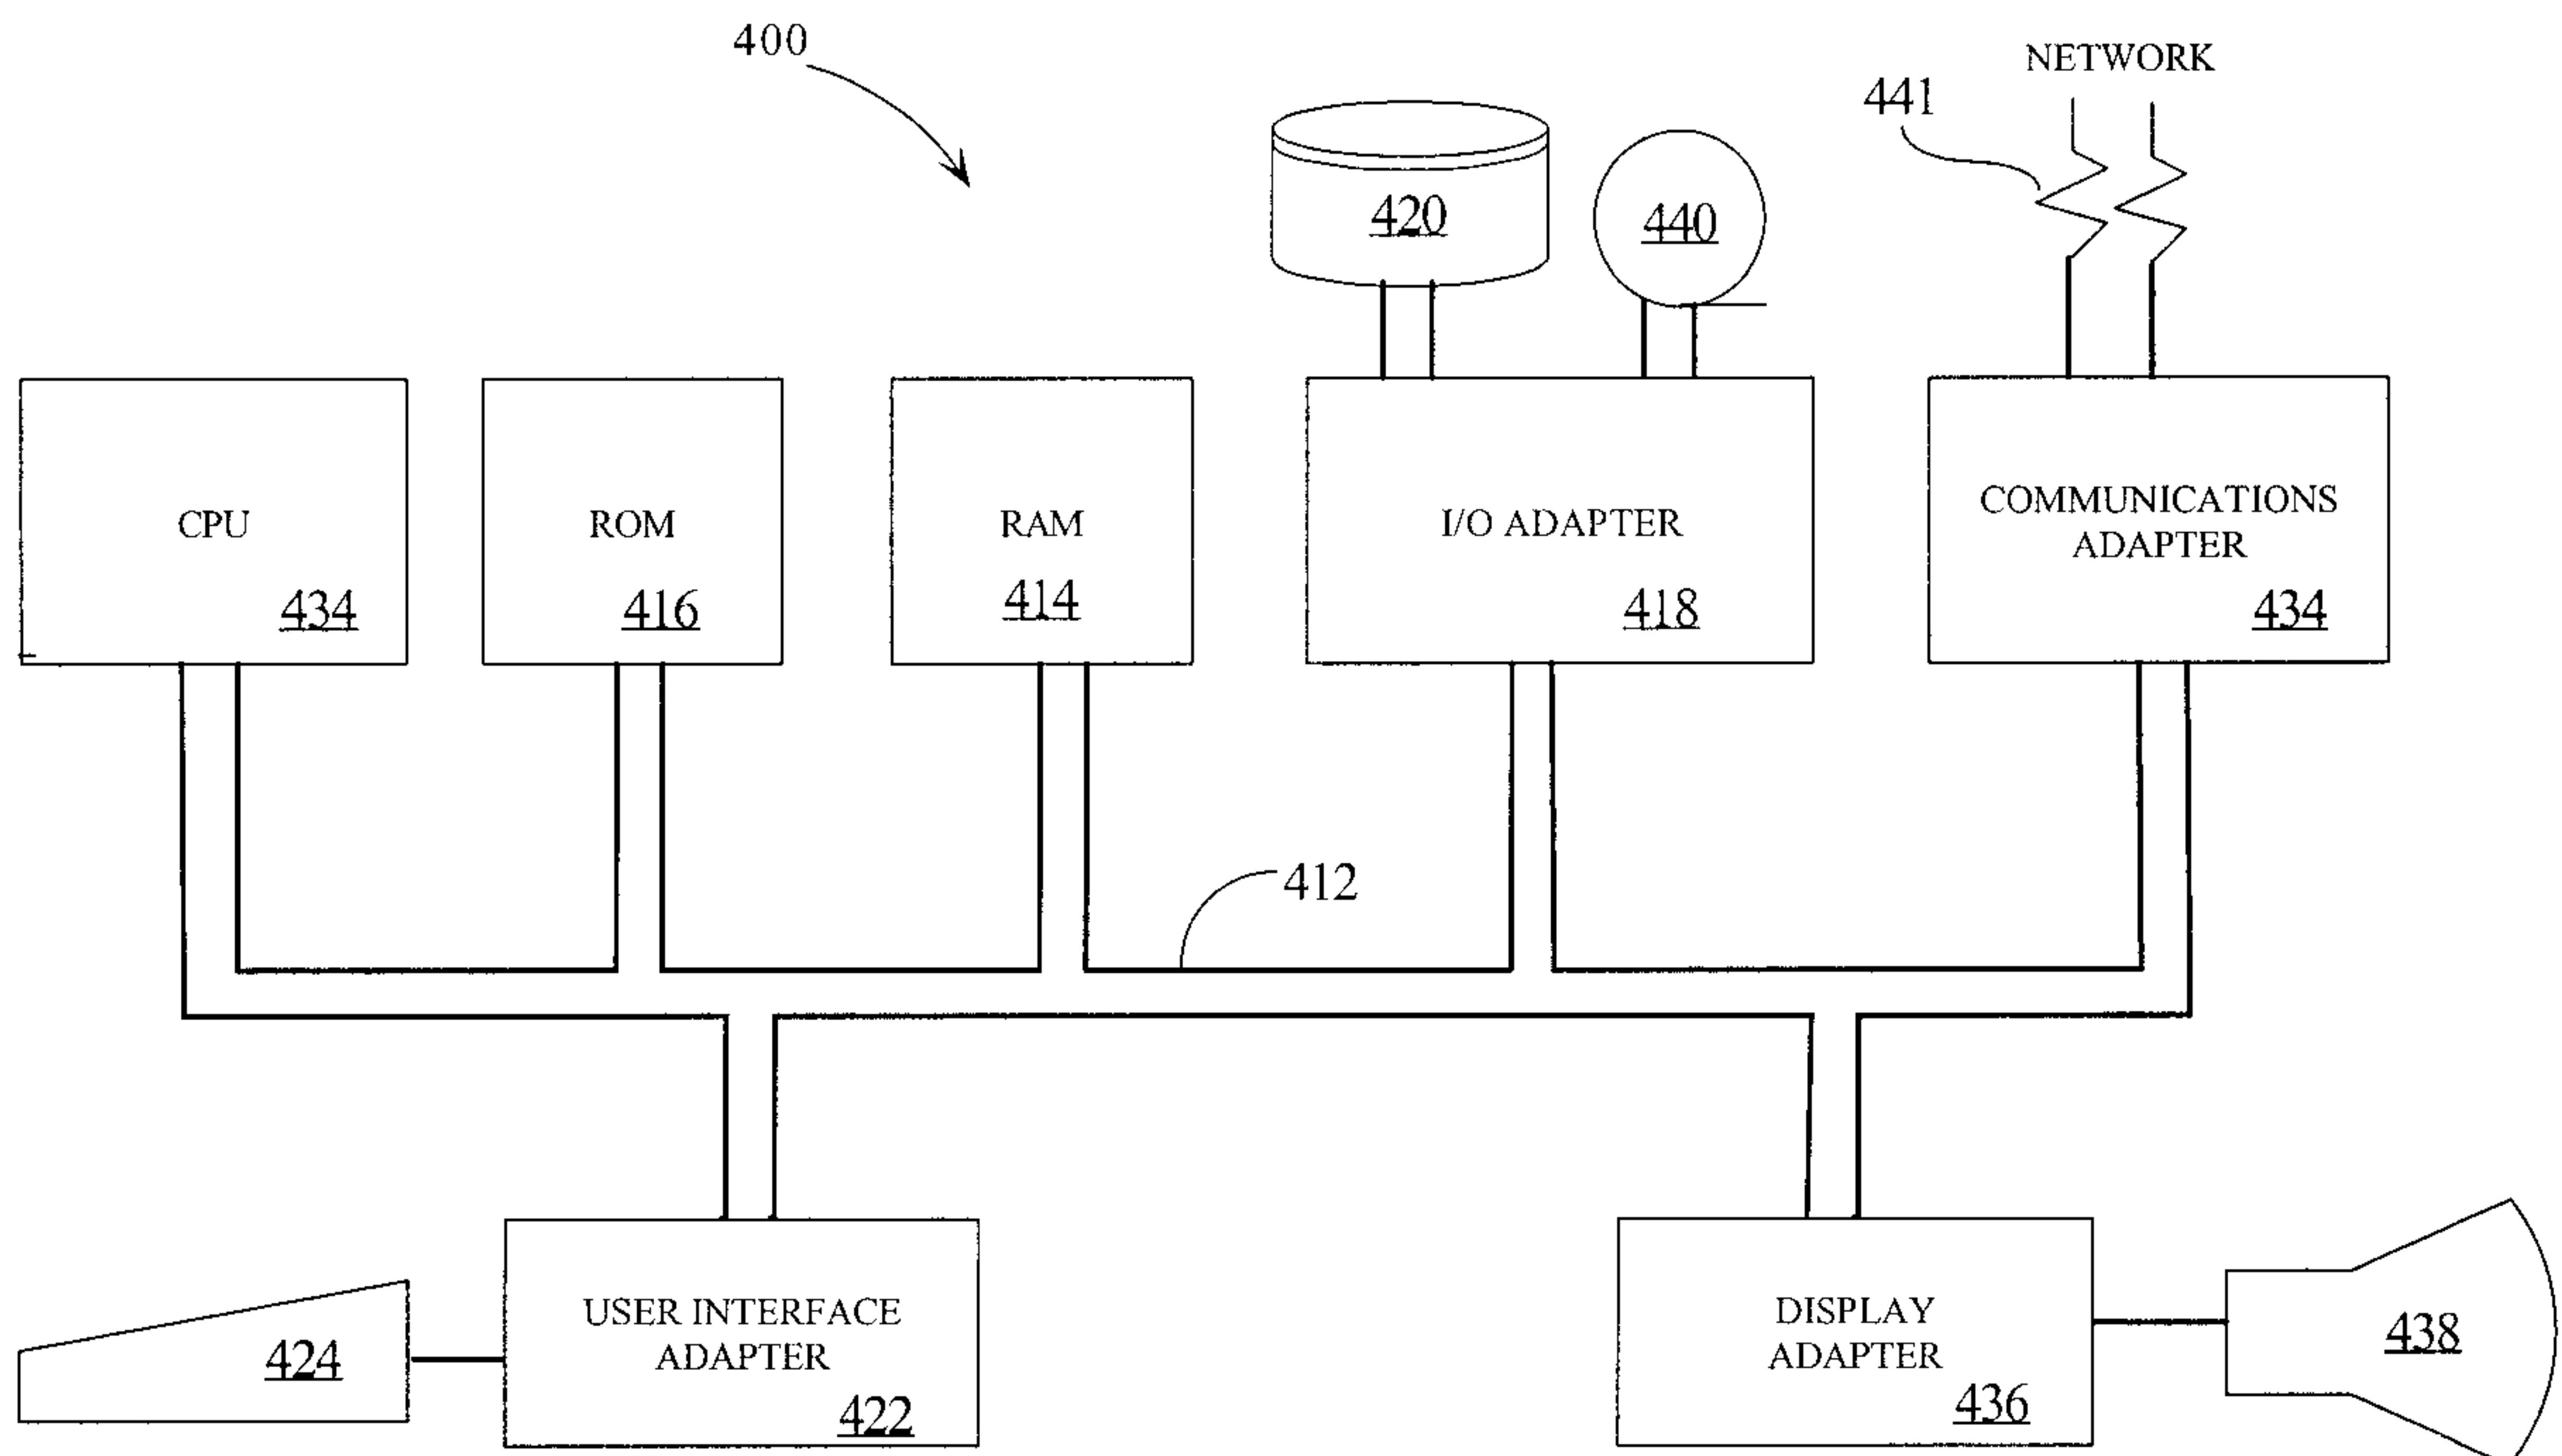 400
NETWORK
441
420
440
CPU
434
ROM
416
RAM
414
I/O ADAPTER
418
COMMUNICATIONS
ADAPTER
434
412
424
USER INTERFACE
ADAPTER
422
DISPLAY
ADAPTER
436
438